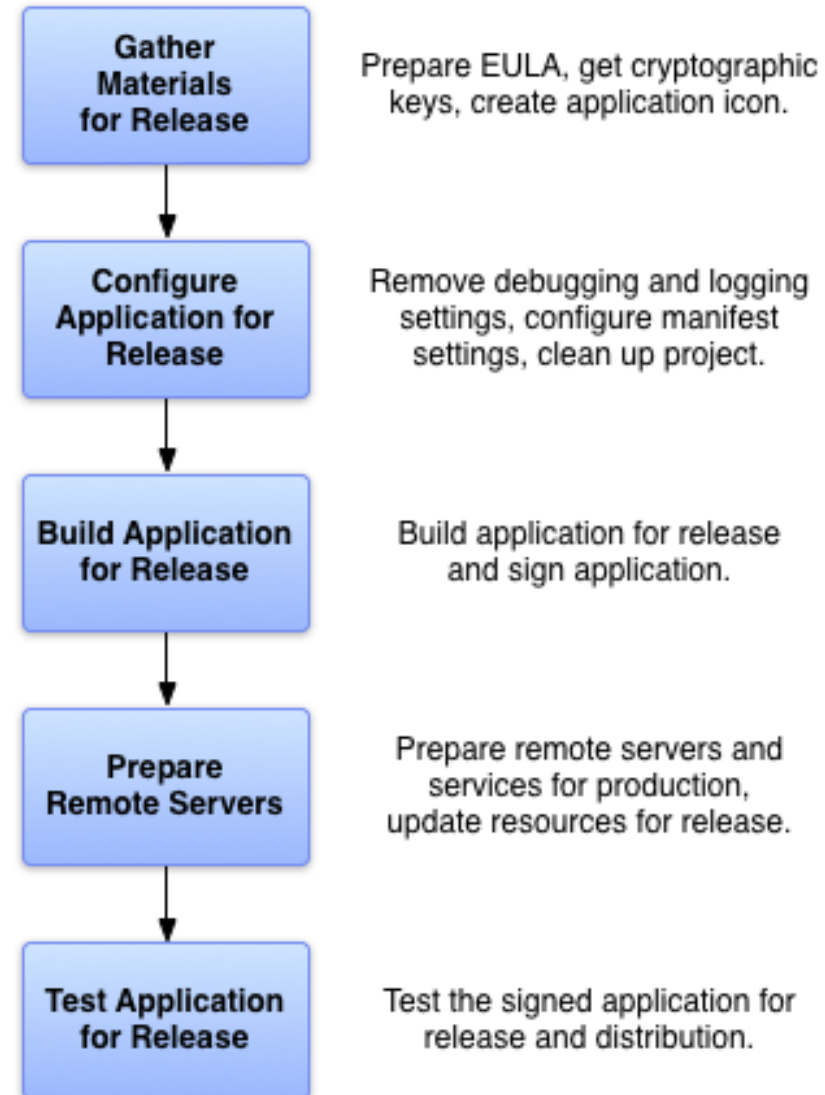 Gather
Materials
for Release
Prepare EULA, get cryptographic
keys, create application icon.
Configure
Application for
Release
Remove debugging and logging
settings, configure manifest
settings, clean up project.
Build Application
for Release
Build application for release
and sign application.
Prepare
Remote Servers
Prepare remote servers and
services for production,
update resources for release.
Test Application
for Release
Test the signed application for
release and distribution.